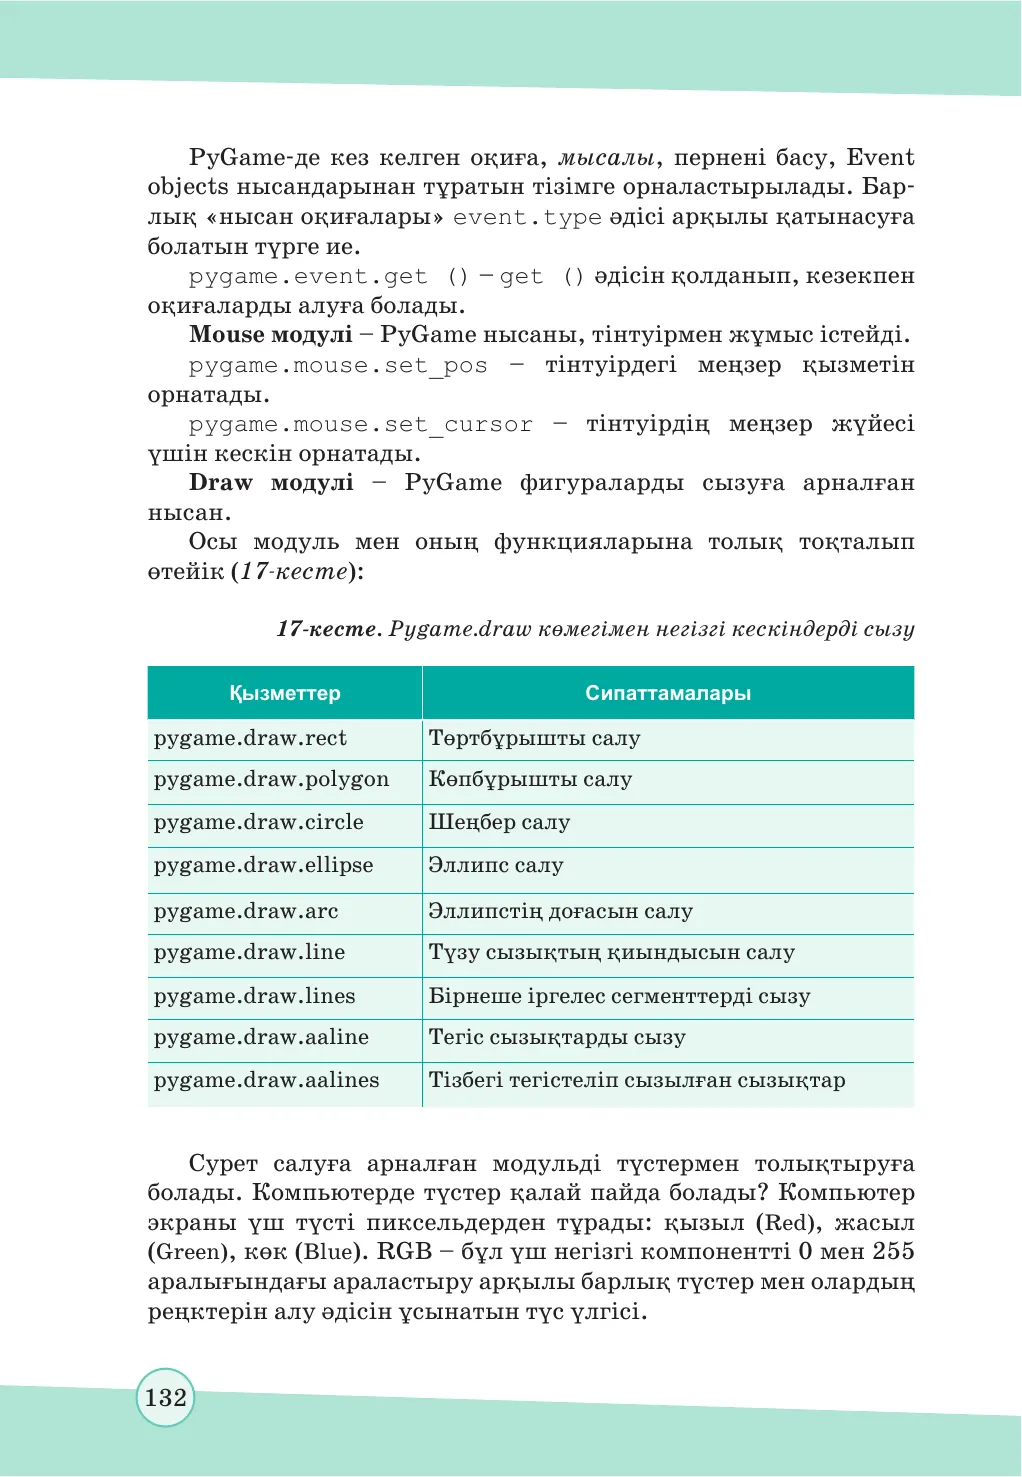 PyGame-де кез келген оқиға, мысалы, пернені басу, Event
objects нысандарынан тұратын тізімге орналастырылады. Бар-
лық «нысан оқиғалары» event.type әдісі арқылы қатынасуға
болатын түрге ие.
pygame.event.get () – get () әдісін қолданып, кезекпен
оқиғаларды алуға болады.
Mouse модулі – PyGame нысаны, тінтуірмен жұмыс істейді.
pygame.mouse.set_pos – тінтуірдегі меңзер қызметін
орнатады.
pygame.mouse.set_cursor – тінтуірдің меңзер жүйесі
үшін кескін орнатады.
Draw модулі – PyGame фигураларды сызуға арналған
нысан.
Осы модуль мен оның функцияларына толық тоқталып
өтейік (17-кесте):
17-кесте. Pygame.draw көмегімен негізгі кескіндерді сызу
Қызметтер Сипаттамалары
pygame.draw.rect Төртбұрышты салу
pygame.draw.polygon Көпбұрышты салу
pygame.draw.circle Шеңбер салу
pygame.draw.ellipse Эллипс салу
pygame.draw.arc Эллипстің доғасын салу
pygame.draw.line Түзу сызықтың қиындысын салу
pygame.draw.lines Бірнеше іргелес сегменттерді сызу
pygame.draw.aaline Тегіс сызықтарды сызу
pygame.draw.aalines Тізбегі тегістеліп сызылған сызықтар
Сурет салуға арналған модульді түстермен толықтыруға
болады. Компьютерде түстер қалай пайда болады? Компьютер
экраны үш түсті пиксельдерден тұрады: қызыл (Red), жасыл
(Green), көк (Blue). RGB – бұл үш негізгі компонентті 0 мен 255
аралығындағы араластыру арқылы барлық түстер мен олардың
реңктерін алу әдісін ұсынатын түс үлгісі.
132